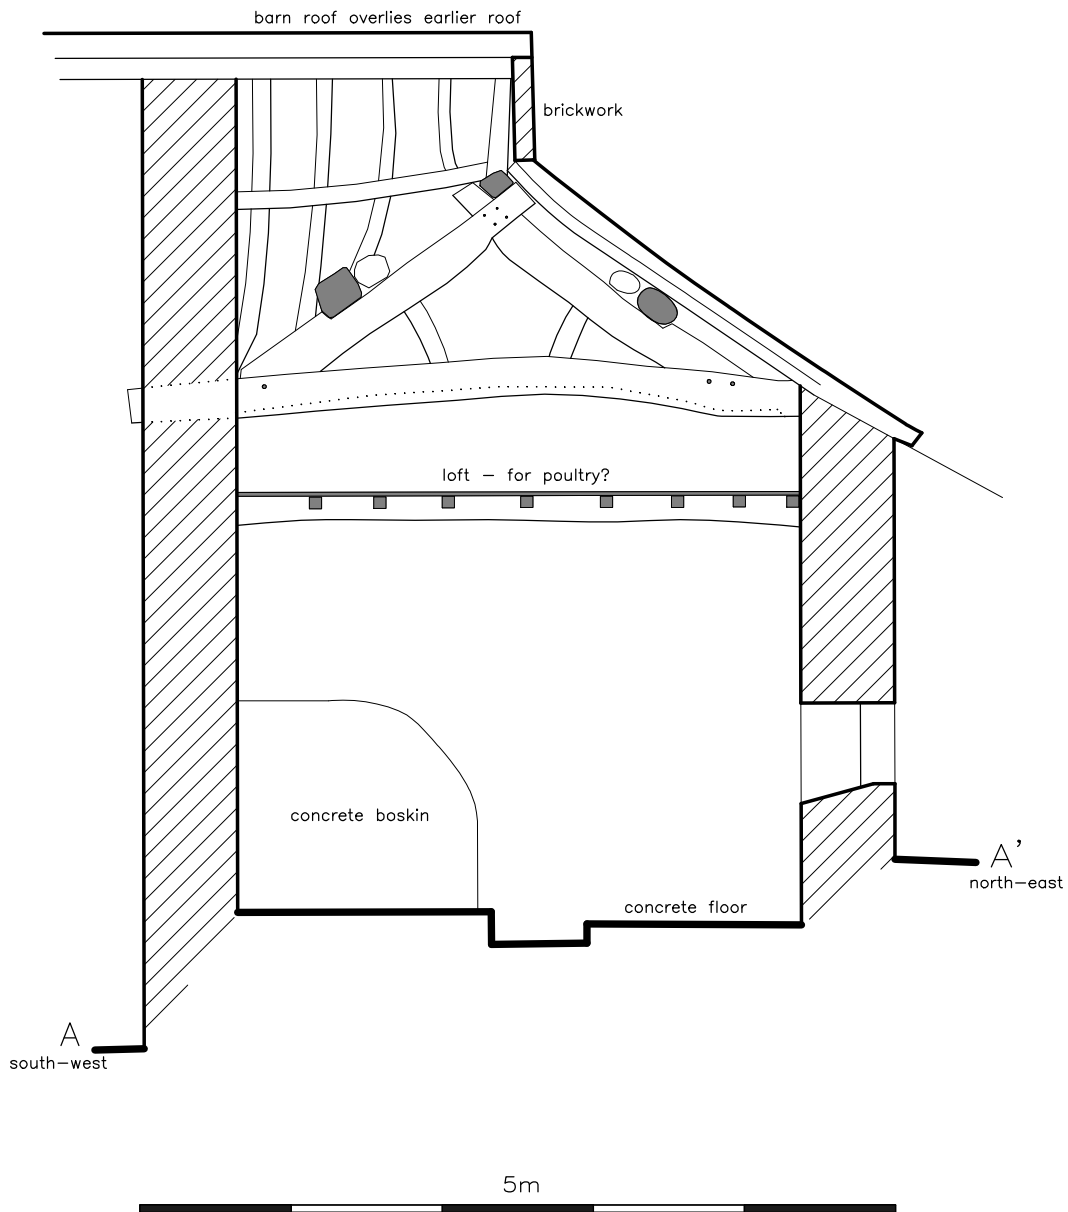 barn roof overlies earlier roof
brickwork
loft – for poultry?
concrete boskin
A’
north–east
concrete floor
A
south–west
5m